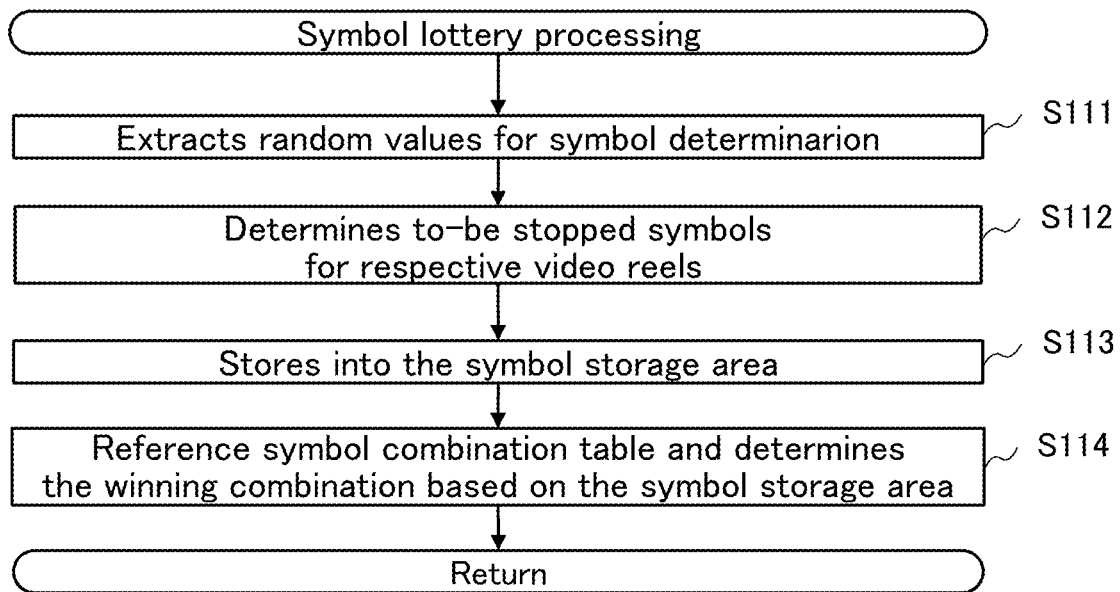 Symbol lottery processing
Extracts random values for symbol determinarion
S111
Determines to-be stopped symbols
for respective video reels
S112
Stores into the symbol storage area
S113
Reference symbol combination table and determines
the winning combination based on the symbol storage area
S114
Return